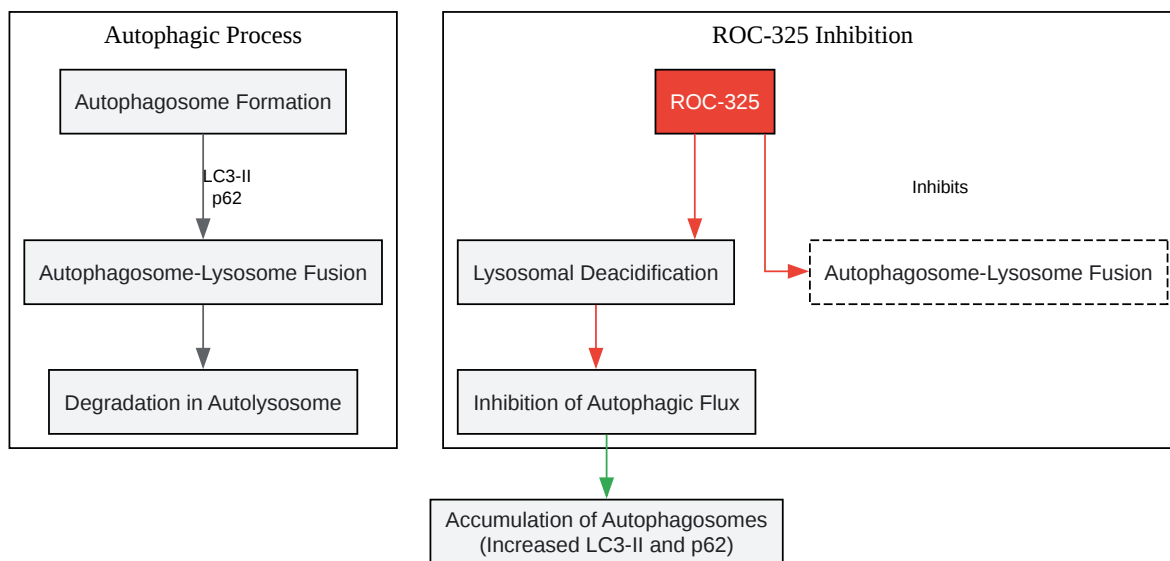 Autophagic Process
Autophagosome Formation
LC3-II
p62
Autophagosome-Lysosome Fusion
Degradation in Autolysosome
ROC-325 Inhibition
ROC-325
Inhibits
Lysosomal Deacidification
Autophagosome-Lysosome Fusion
Inhibition of Autophagic Flux
Accumulation of Autophagosomes
(Increased LC3-II and p62)